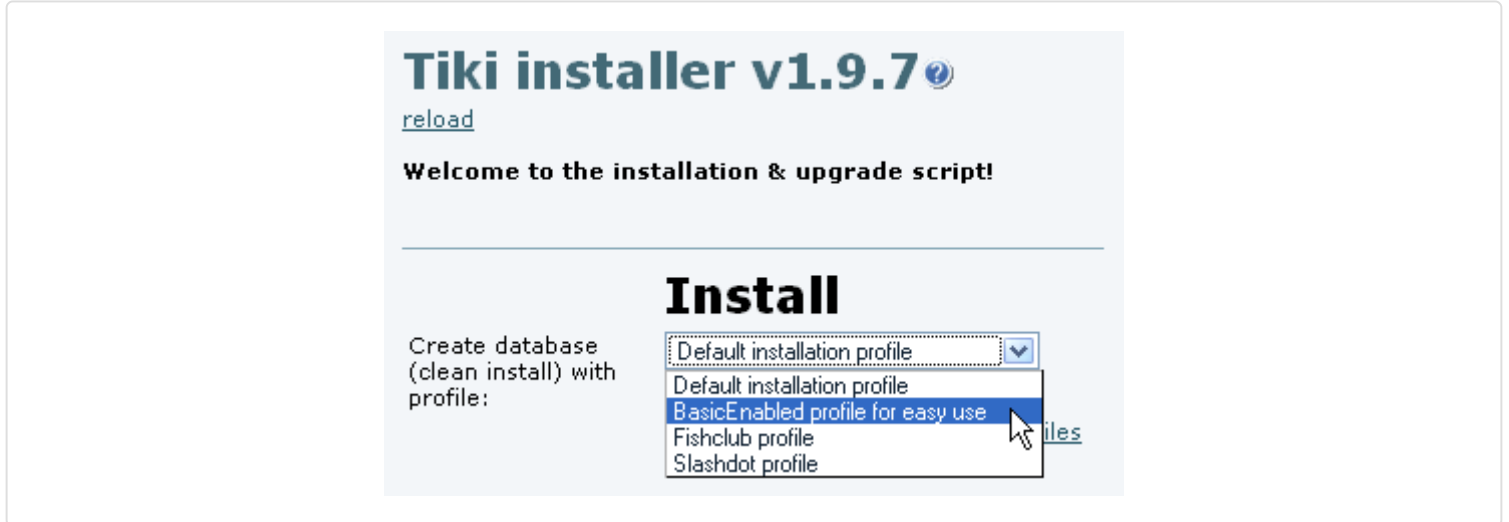 Tiki installer v1.9.7
reload
Welcome to the installation & upgrade script!
Install
Create database
(clean install) with
profile:
Default installation profile
Default installation profile
BasicEnabled profile for easy use
Fishclub profile
Slashdot profile